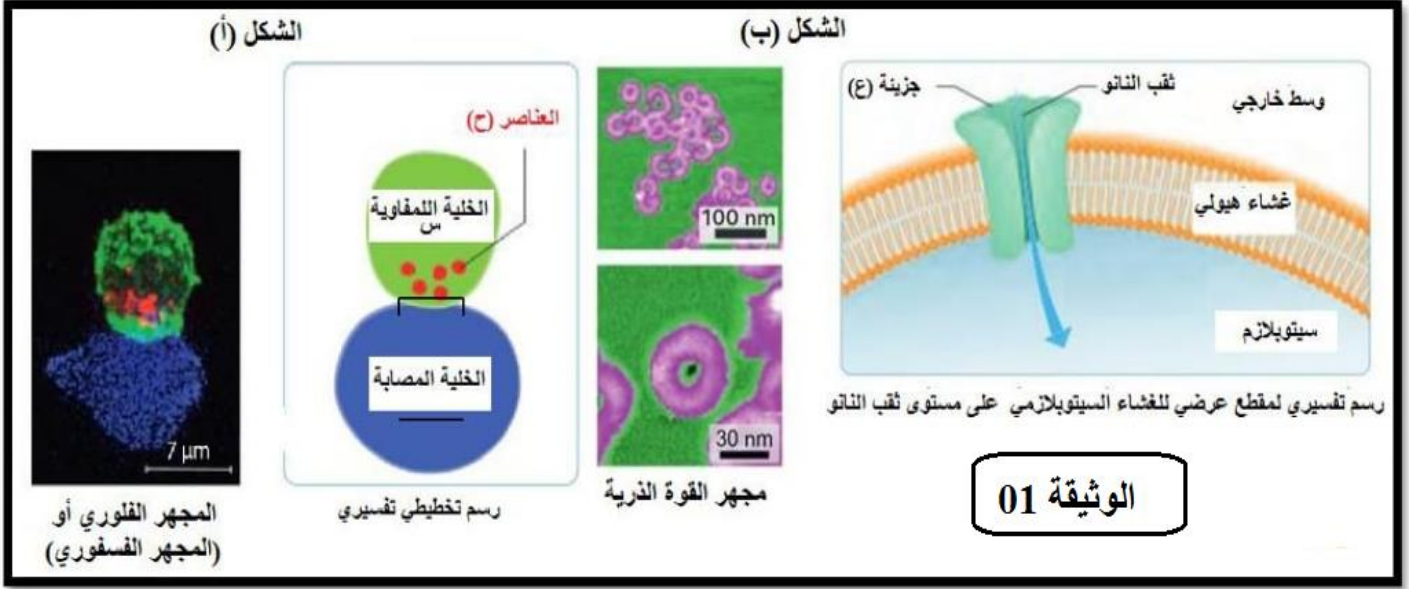 الشكل (أ)
العناصر (ح)
الخلية اللمفاوية
س
الخلية المصابة
7 µm
المجهر الفلوري أو
(المجهر الفسفوري)
رسم تخطيطي تفسيري
الشكل (ب)
100 nm
30 nm
مجهر القوة الذرية
جزيئة (ع)
ثقب النانو
وسط خارجي
غشاء هيولي
سيتوبلازم
رسم تفسيري لمقطع عرضي للغشاء السيتوبلازمي على مستوى ثقب النانو
الوثيقة 01